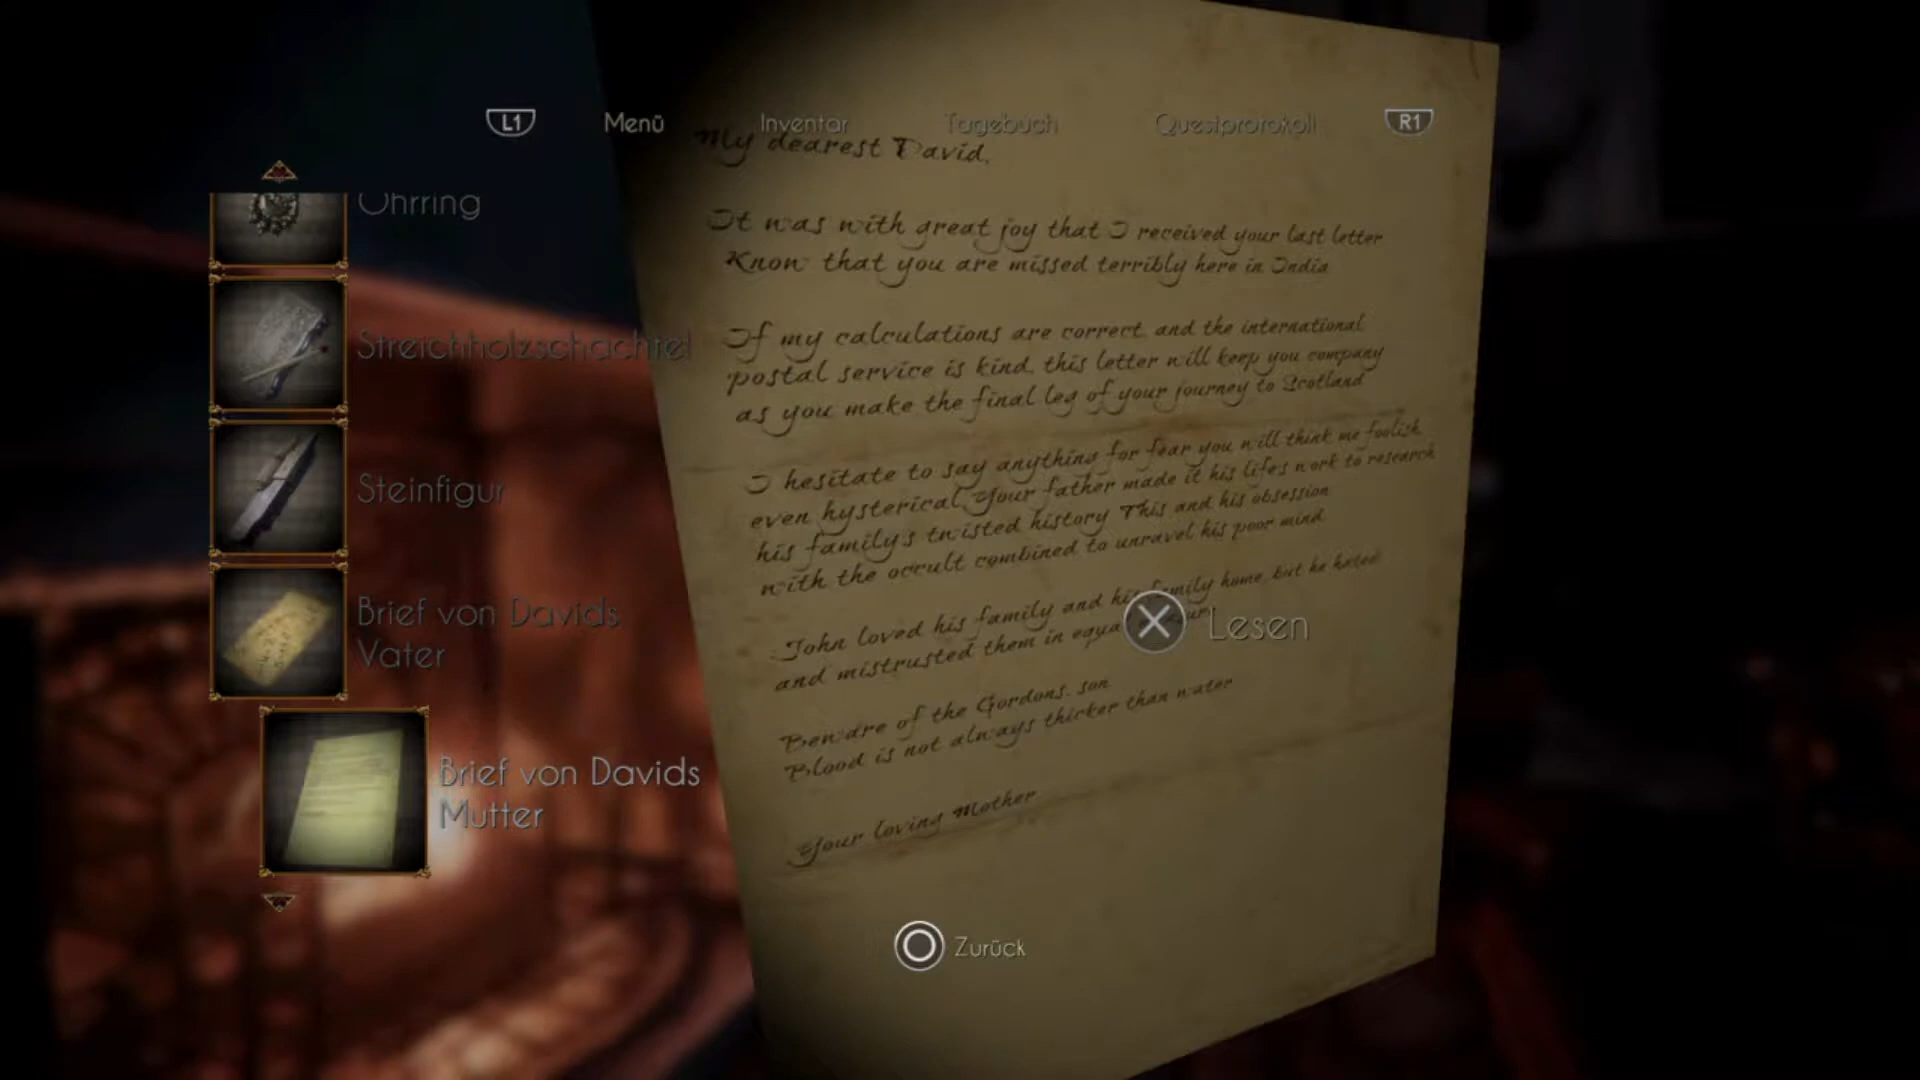 L1 Menü Inventar Tagebuch Questprotokoll R1
Ohrring
Streichholzschachtel
Steinfigur
Brief von Davids
Vater
Brief von Davids
Mutter
My dearest David,
It was with great joy that I received your last letter
Know that you are missed terribly here in India
If my calculations are correct, and the international
postal service is kind, this letter will keep you company
as you make the final leg of your journey to Scotland
I hesitate to say anything for fear you will think me foolish,
even hysterical. Your father made it his life's work to research
his family's twisted history This and his obsession
with the occult combined to unravel his poor mind
John loved his family and his family home, but he hated
and mistrusted them in equal
Beware of the Gordons, son
Blood is not always thicker than water
Your loving Mother
Lesen
Zurück